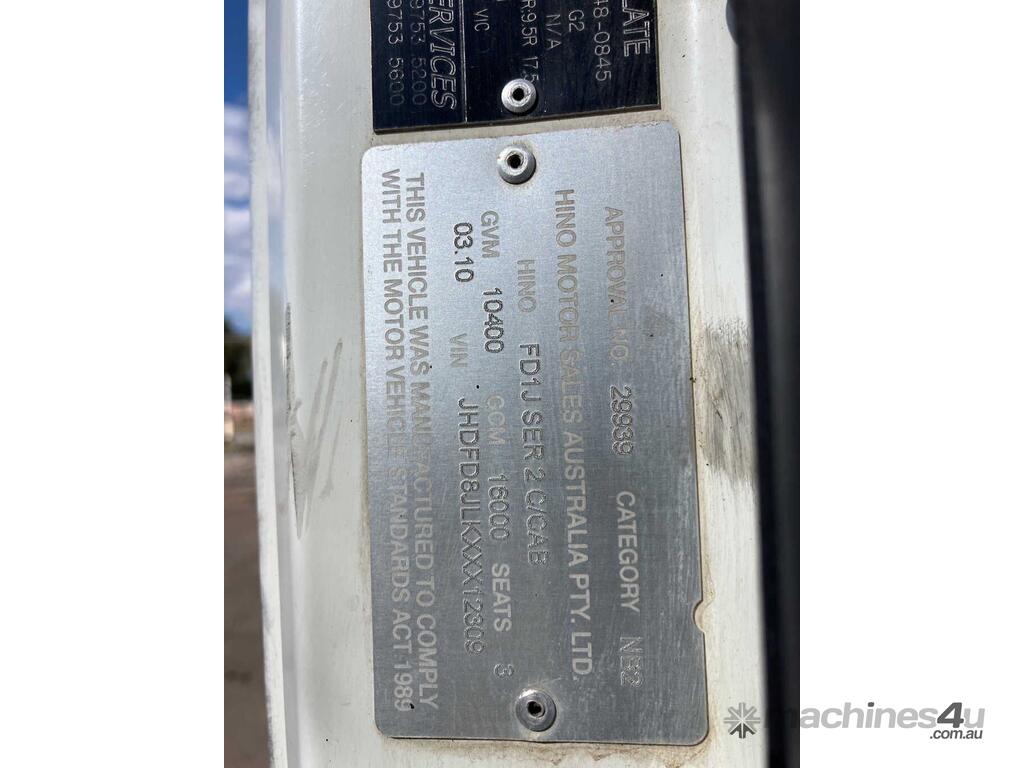 LATE
48-0845
G2
N/A
R:9.5R 17.5
VIC
SERVICES
9753 5200
9753 5600
APPROVAL NO. 29939 CATEGORY NB2
HINO MOTOR SALES AUSTRALIA PTY. LTD.
HINO FD1J SER 2 C/CAB
GVM 10400 GCM 16000 SEATS 3
03.10 VIN JHDFD8JLKXXX12309
THIS VEHICLE WAS MANUFACTURED TO COMPLY
WITH THE MOTOR VEHICLE STANDARDS ACT 1989
machines4u
.com.au